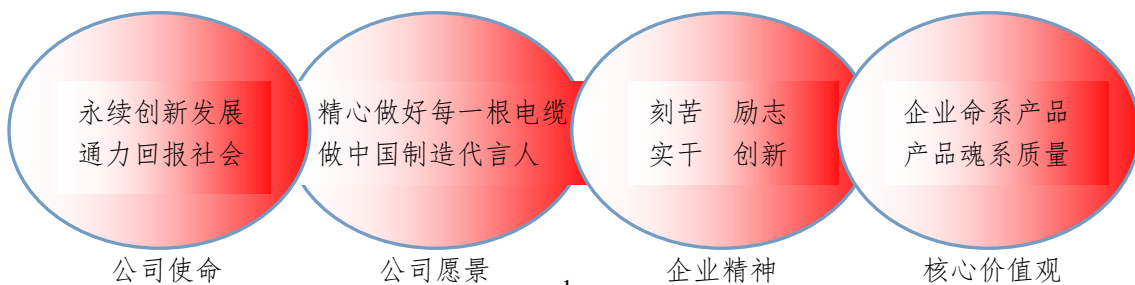 永续创新发展
通力回报社会
公司使命
精心做好每一根电缆
做中国制造代言人
公司愿景
刻苦 励志
实干 创新
企业精神
企业命系产品
产品魂系质量
核心价值观